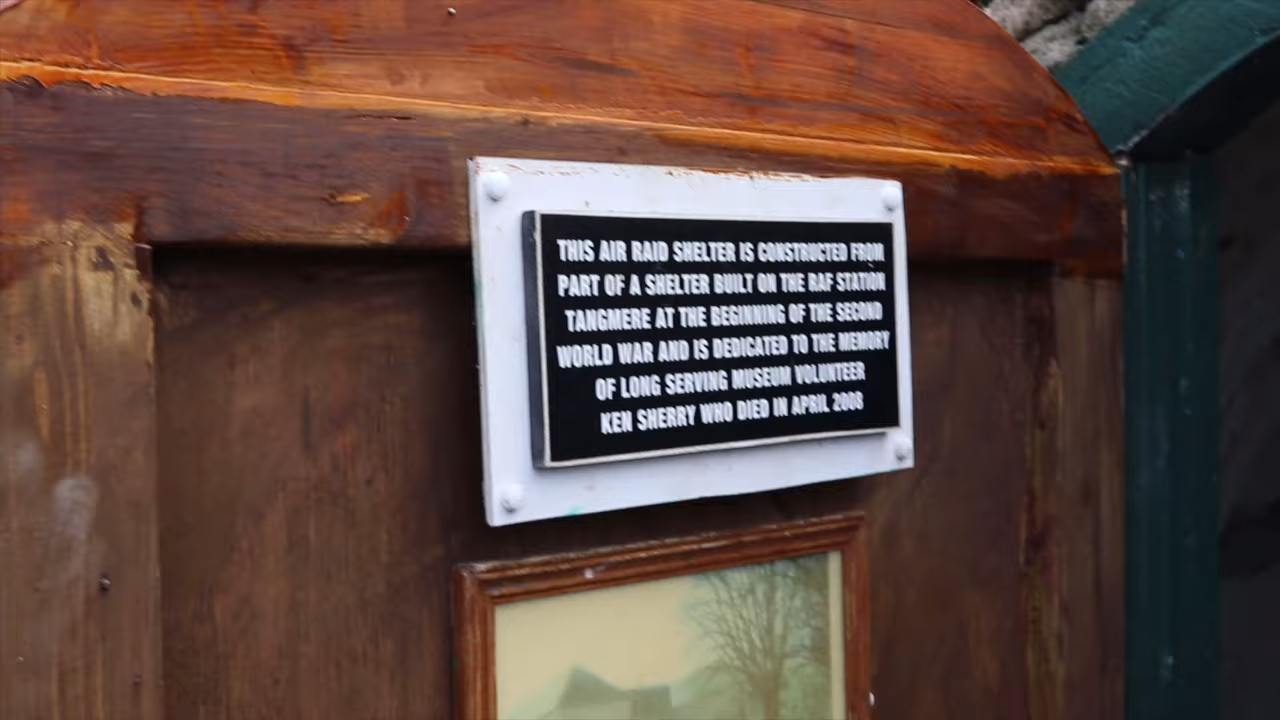 THIS AIR RAID SHELTER IS CONSTRUCTED FROM
PART OF A SHELTER BUILT ON THE RAF STATION
TANGMERE AT THE BEGINNING OF THE SECOND
WORLD WAR AND IS DEDICATED TO THE MEMORY
OF LONG SERVING MUSEUM VOLUNTEER
KEN SHERRY WHO DIED IN APRIL 2008